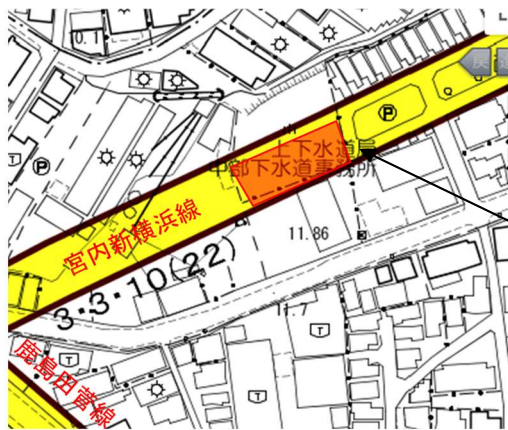 0.1
上下水道局
中部下水道事務所
宮内新横浜線
11.86
3・3・10(22)
11.7
鹿島田菅線
P
P
T
T
T
T
戻